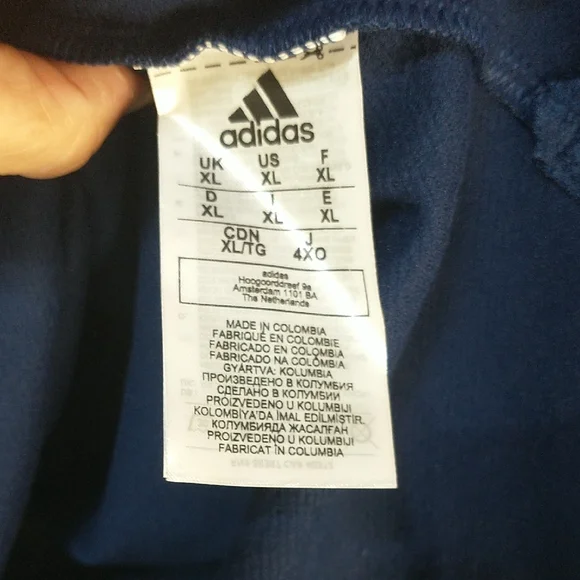 adidas
UK US F
XL XL XL
D I E
XL XL XL
CDN J
XL/TG 4XO
adidas
Hoogoorddreef 9a
Amsterdam 1101 BA
The Netherlands
MADE IN COLOMBIA
FABRIQUÉ EN COLOMBIE
FABRICADO EN COLOMBIA
FABRICADO NA COLÔMBIA
GYÁRTVA: KOLUMBIA
ПРОИЗВЕДЕНО В КОЛУМБИЯ
СДЕЛАНО В КОЛУМБИИ
PROIZVEDENO U KOLUMBIJI
KOLOMBİYA'DA İMAL EDİLMİŞTİR.
КОЛУМБИЯДА ЖАСАЛҒАН
PROIZVEDENO U KOLUMBIJI
FABRICAT ÎN COLUMBIA